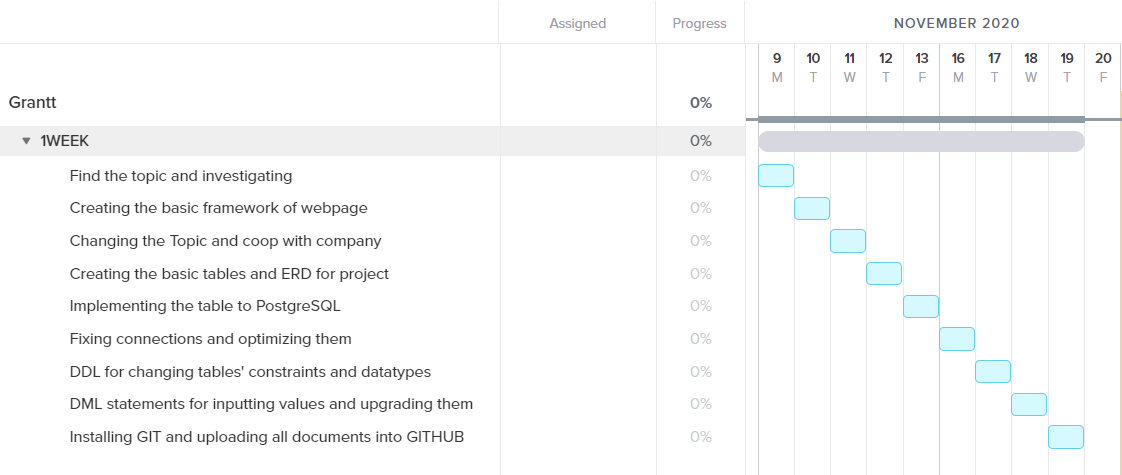 Assigned Progress NOVEMBER 2020
9 10 11 12 13 16 17 18 19 20
M T W T F M T W T F
Grantt 0%
1WEEK 0%
Find the topic and investigating 0%
Creating the basic framework of webpage 0%
Changing the Topic and coop with company 0%
Creating the basic tables and ERD for project 0%
Implementing the table to PostgreSQL 0%
Fixing connections and optimizing them 0%
DDL for changing tables' constraints and datatypes 0%
DML statements for inputting values and upgrading them 0%
Installing GIT and uploading all documents into GITHUB 0%